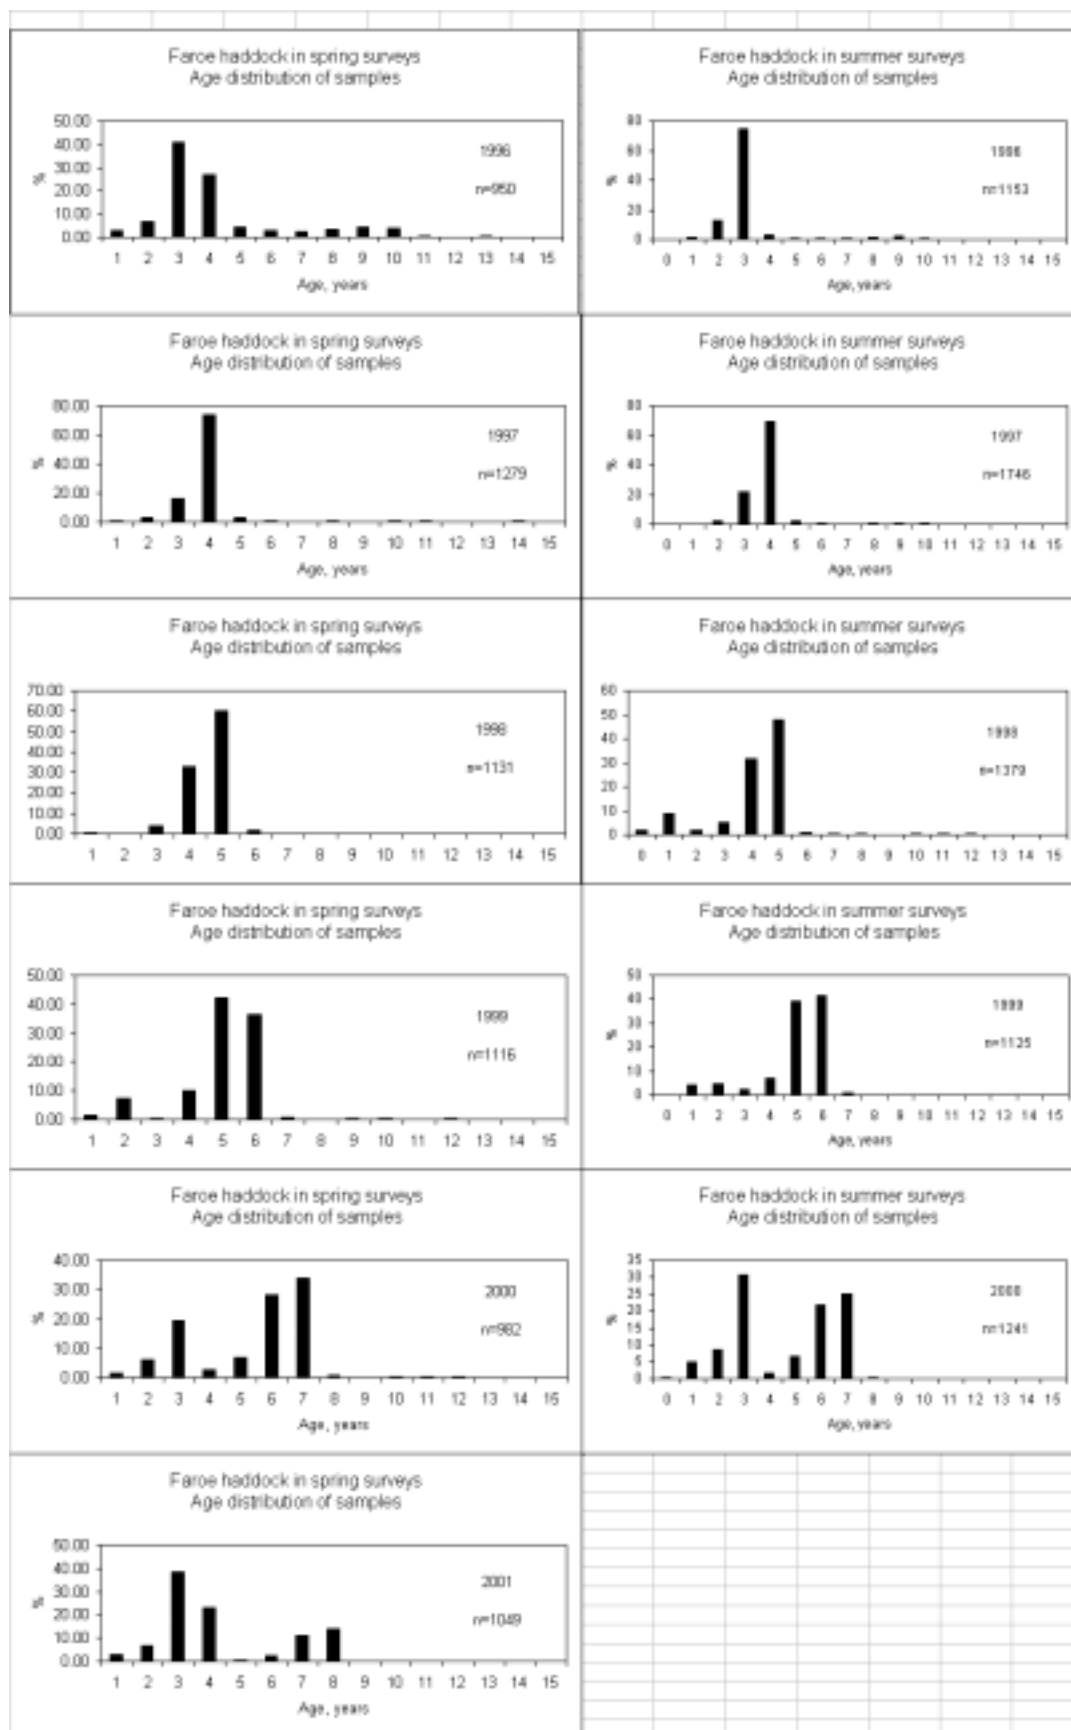 Faroe haddock in spring surveys
Age distribution of samples
50.00
40.00
30.00
20.00
10.00
0.00
%
1996
n=950
1 2 3 4 5 6 7 8 9 10 11 12 13 14 15
Age, years
Faroe haddock in summer surveys
Age distribution of samples
80
60
40
20
0
%
1996
n=1153
0 1 2 3 4 5 6 7 8 9 10 11 12 13 14 15
Age, years
Faroe haddock in spring surveys
Age distribution of samples
80.00
60.00
40.00
20.00
0.00
%
1997
n=1279
1 2 3 4 5 6 7 8 9 10 11 12 13 14 15
Age, years
Faroe haddock in summer surveys
Age distribution of samples
80
60
40
20
0
%
1997
n=1746
0 1 2 3 4 5 6 7 8 9 10 11 12 13 14 15
Age, years
Faroe haddock in spring surveys
Age distribution of samples
70.00
60.00
50.00
40.00
30.00
20.00
10.00
0.00
1998
n=1131
1 2 3 4 5 6 7 8 9 10 11 12 13 14 15
Faroe haddock in summer surveys
Age distribution of samples
60
50
40
30
20
10
0
1998
n=1379
0 1 2 3 4 5 6 7 8 9 10 11 12 13 14 15
Faroe haddock in spring surveys
Age distribution of samples
50.00
40.00
30.00
20.00
10.00
0.00
1999
n=1116
1 2 3 4 5 6 7 8 9 10 11 12 13 14 15
Faroe haddock in summer surveys
Age distribution of samples
50
40
30
20
10
0
%
1999
n=1125
0 1 2 3 4 5 6 7 8 9 10 11 12 13 14 15
Age, years
Faroe haddock in spring surveys
Age distribution of samples
40.00
30.00
20.00
10.00
0.00
%
2000
n=982
1 2 3 4 5 6 7 8 9 10 11 12 13 14 15
Age, years
Faroe haddock in summer surveys
Age distribution of samples
35
30
25
20
15
10
5
0
%
2000
n=1241
0 1 2 3 4 5 6 7 8 9 10 11 12 13 14 15
Age, years
Faroe haddock in spring surveys
Age distribution of samples
50.00
40.00
30.00
20.00
10.00
0.00
%
2001
n=1049
1 2 3 4 5 6 7 8 9 10 11 12 13 14 15
Age, years